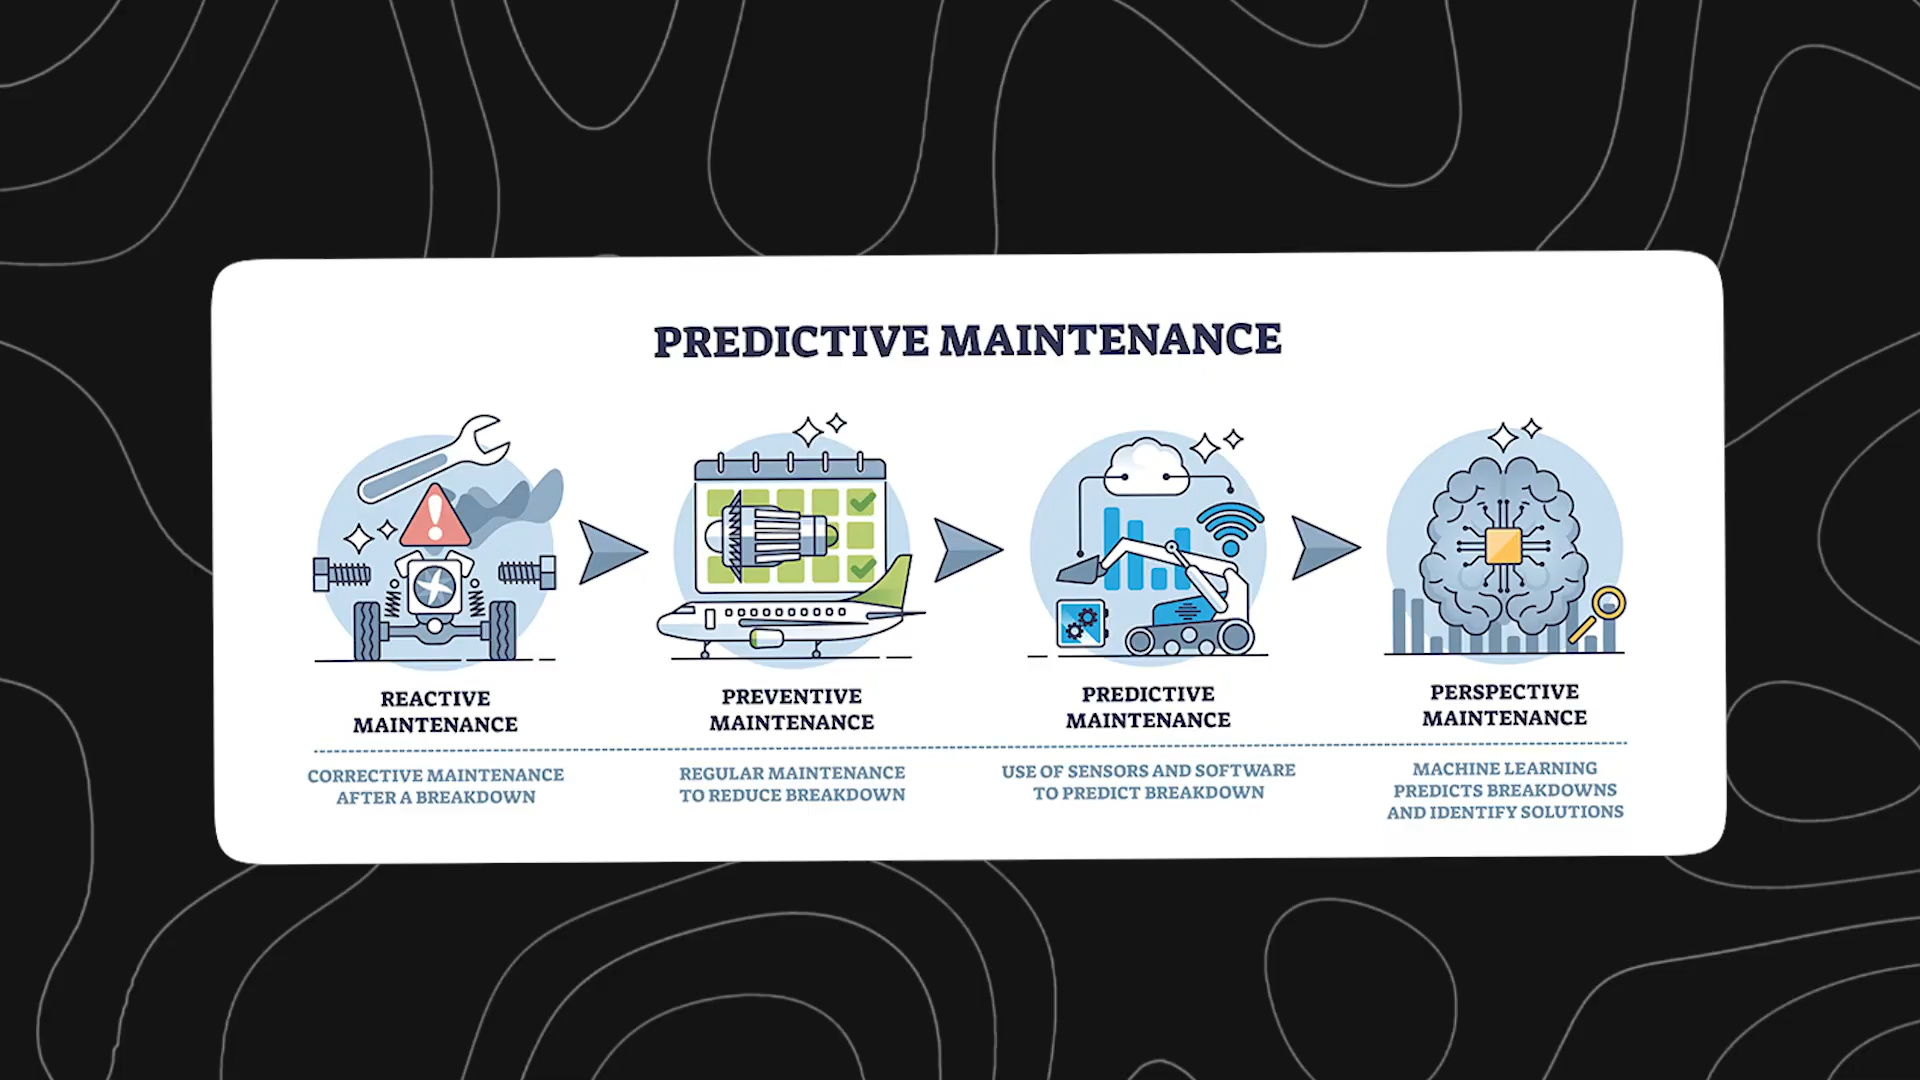 PREDICTIVE MAINTENANCE
REACTIVE
MAINTENANCE
CORRECTIVE MAINTENANCE
AFTER A BREAKDOWN
PREVENTIVE
MAINTENANCE
REGULAR MAINTENANCE
TO REDUCE BREAKDOWN
PREDICTIVE
MAINTENANCE
USE OF SENSORS AND SOFTWARE
TO PREDICT BREAKDOWN
PERSPECTIVE
MAINTENANCE
MACHINE LEARNING
PREDICTS BREAKDOWNS
AND IDENTIFY SOLUTIONS